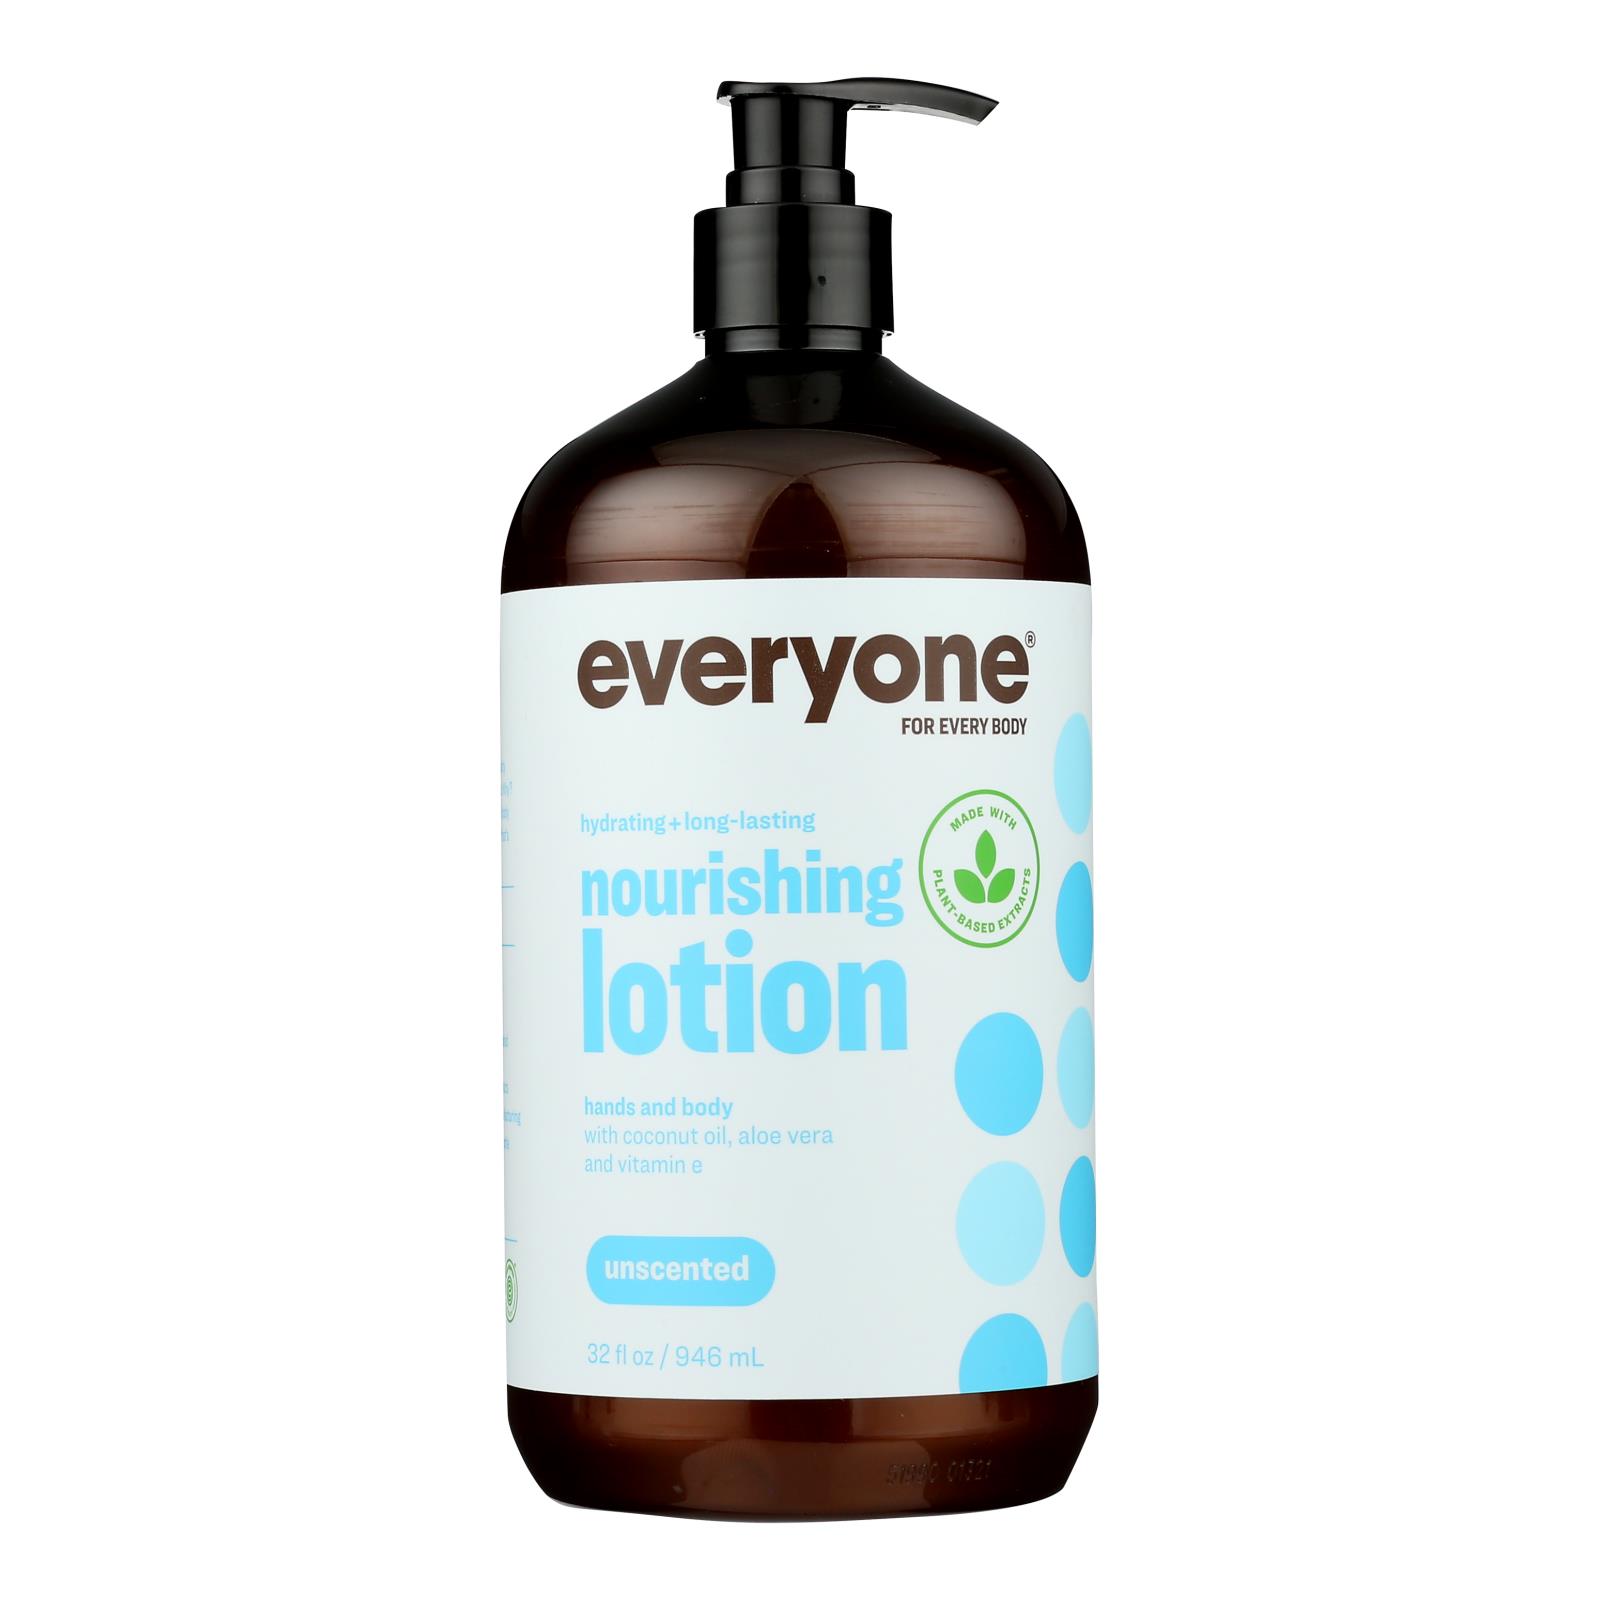 everyone®
FOR EVERY BODY
hydrating + long-lasting
nourishing
lotion
MADE WITH
PLANT-BASED EXTRACTS
hands and body
with coconut oil, aloe vera
and vitamin e
unscented
32 fl oz / 946 mL